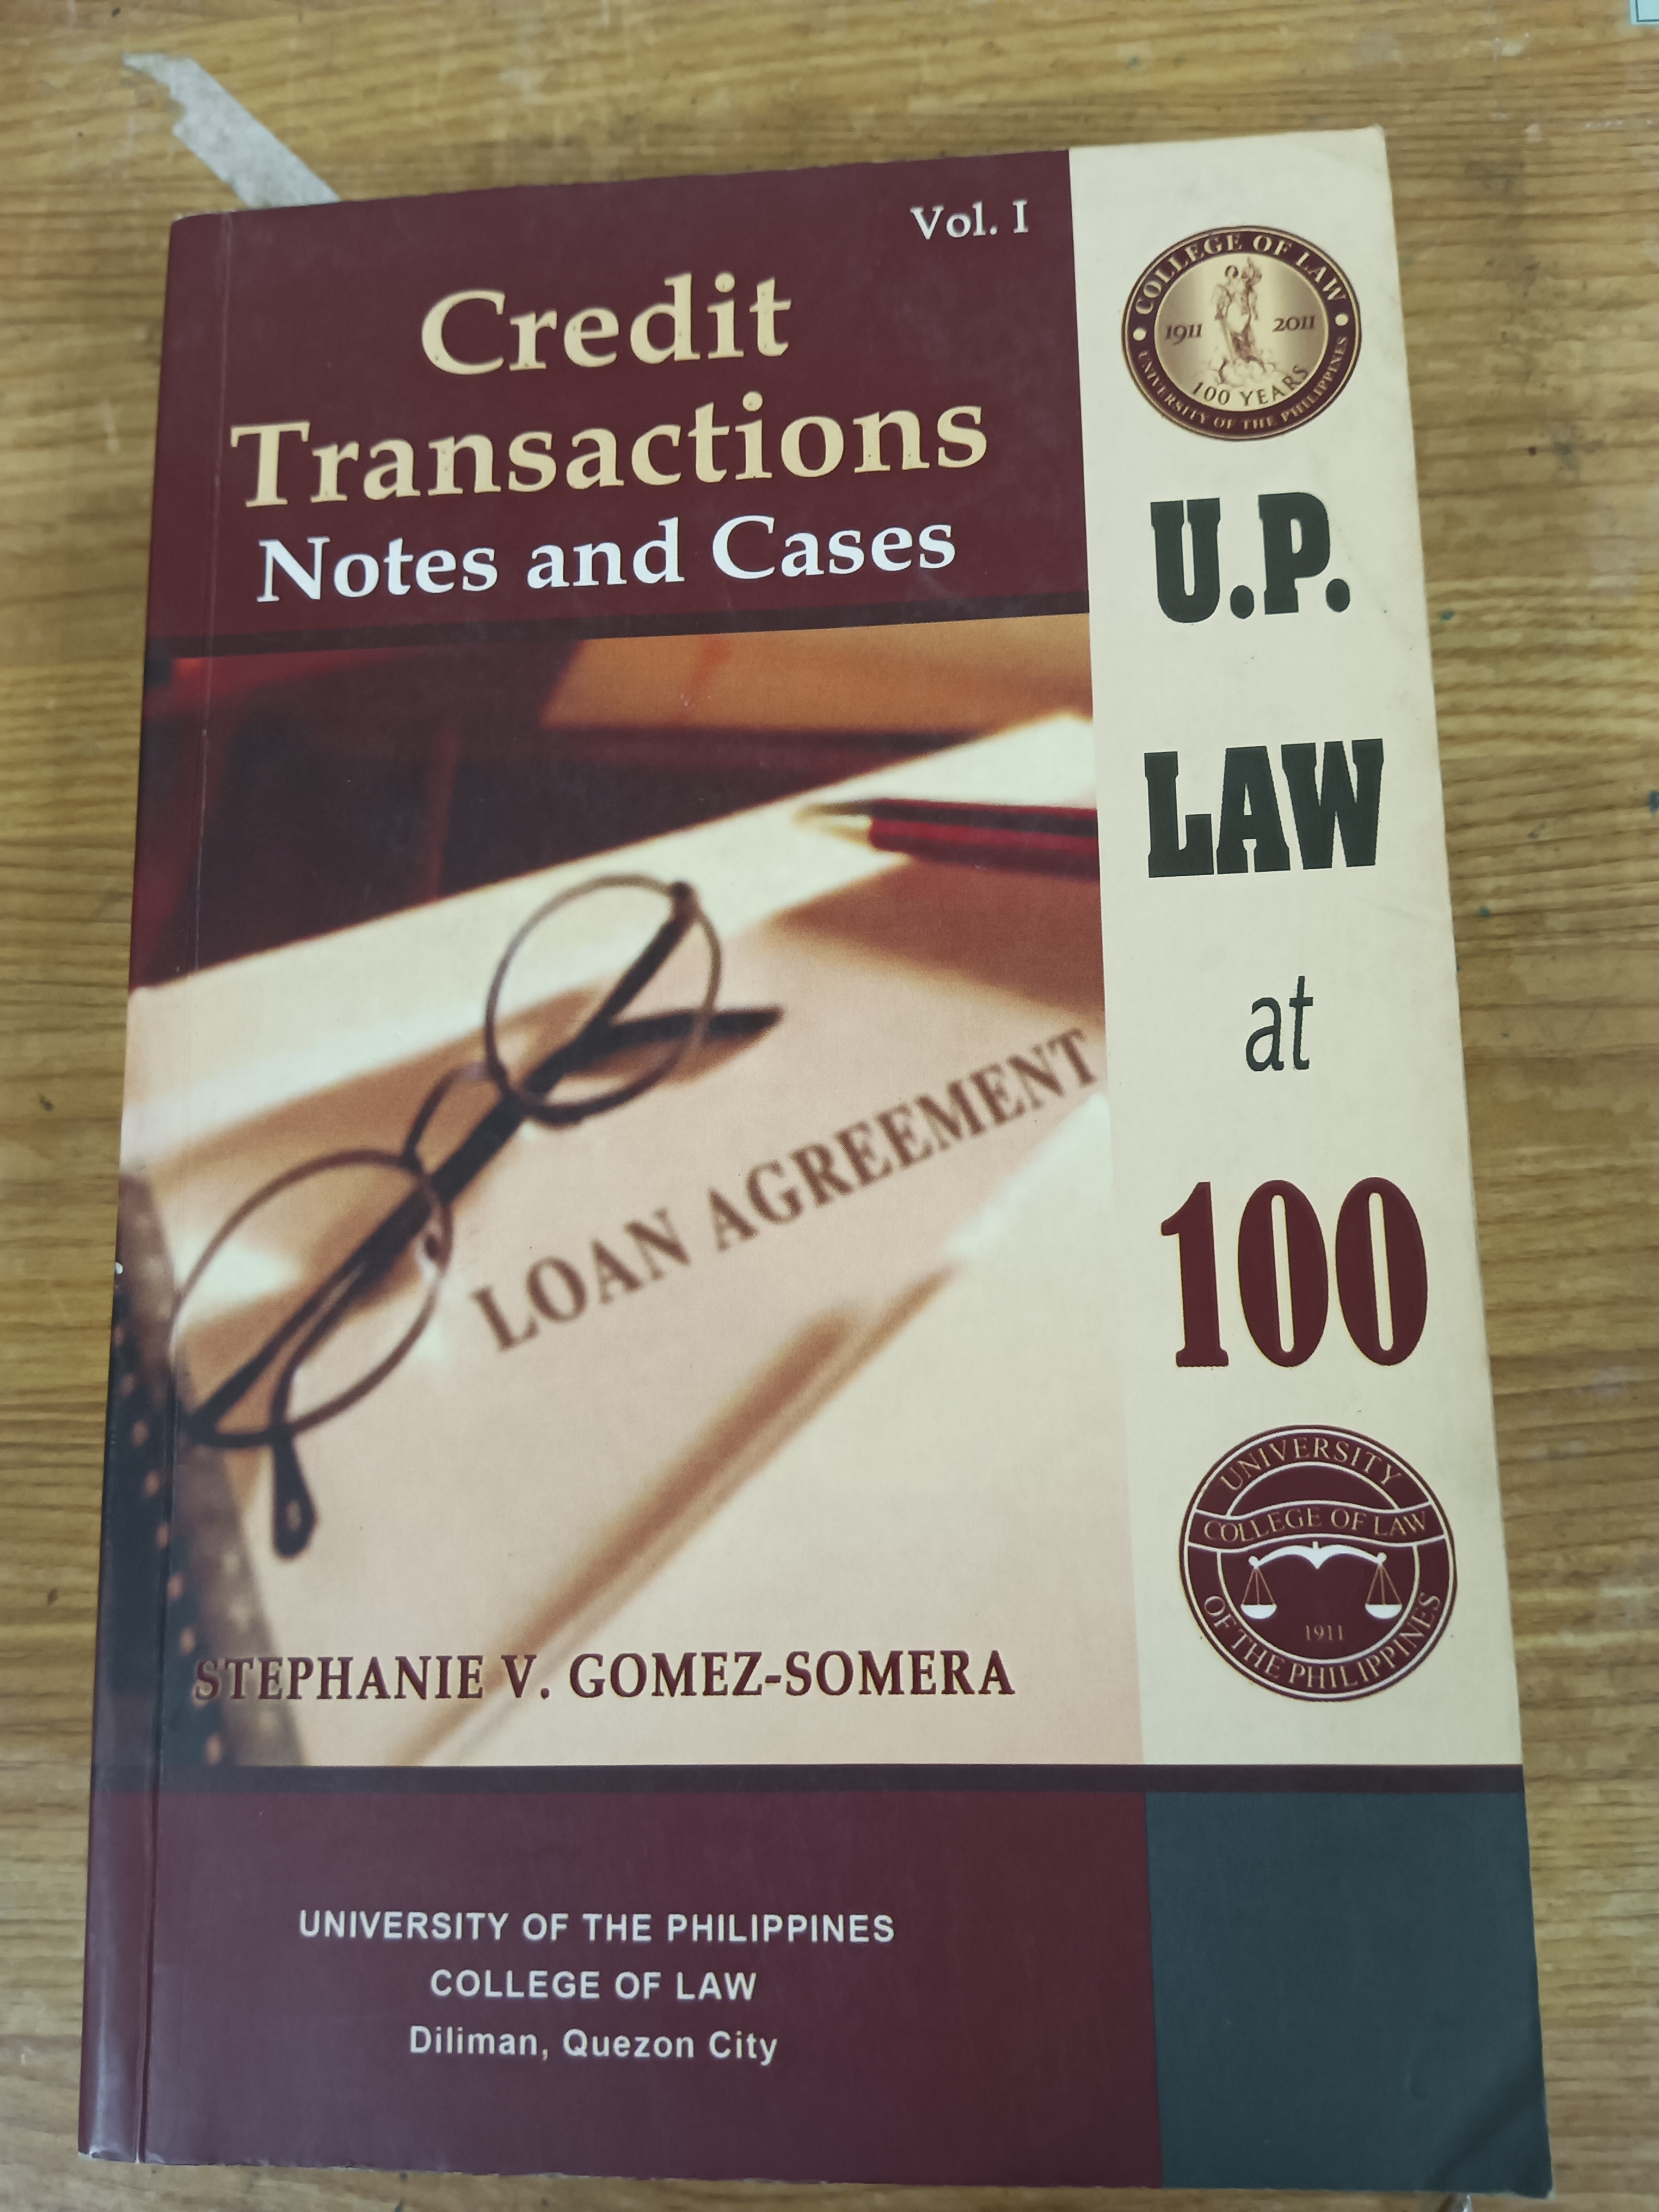 Vol. I
Credit
Transactions
Notes and Cases
LOAN AGREEMENT
STEPHANIE V. GOMEZ-SOMERA
UNIVERSITY OF THE PHILIPPINES
COLLEGE OF LAW
Diliman, Quezon City
COLLEGE OF LAW
1911 2011
100 YEARS
UNIVERSITY OF THE PHILIPPINES
U.P.
LAW
at
100
UNIVERSITY
COLLEGE OF LAW
1911
OF THE PHILIPPINES